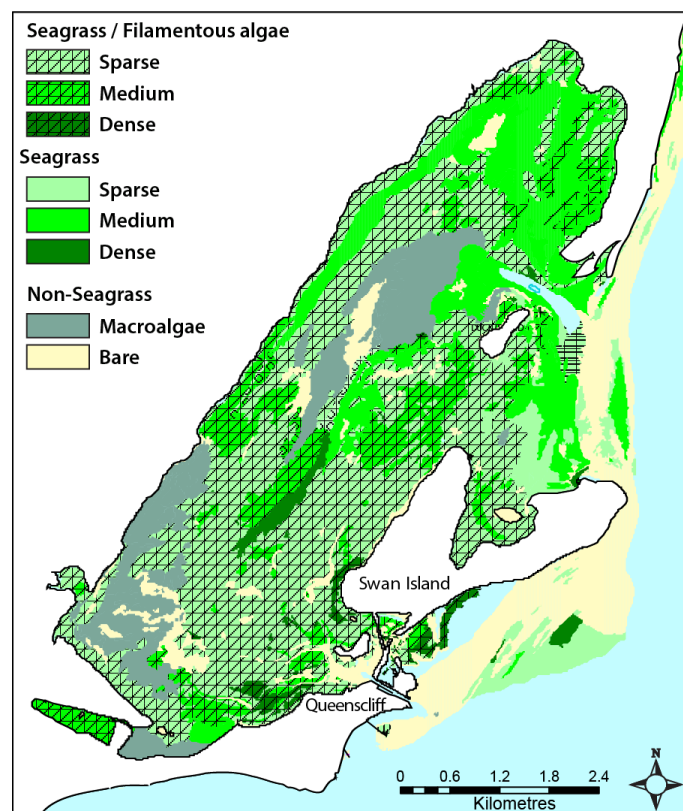 Seagrass / Filamentous algae
Sparse
Medium
Dense
Seagrass
Sparse
Medium
Dense
Non-Seagrass
Macroalgae
Bare
Swan Island
Queenscliff
N
0 0.6 1.2 1.8 2.4
Kilometres